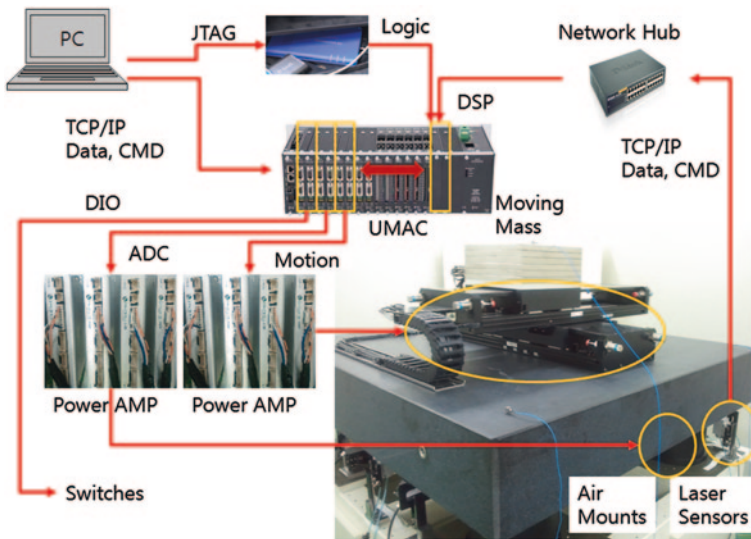 PC
JTAG
Logic
Network Hub
DSP
TCP/IP
Data, CMD
TCP/IP
Data, CMD
DIO
UMAC
Moving
Mass
ADC
Motion
Power AMP
Power AMP
Switches
Air
Mounts
Laser
Sensors